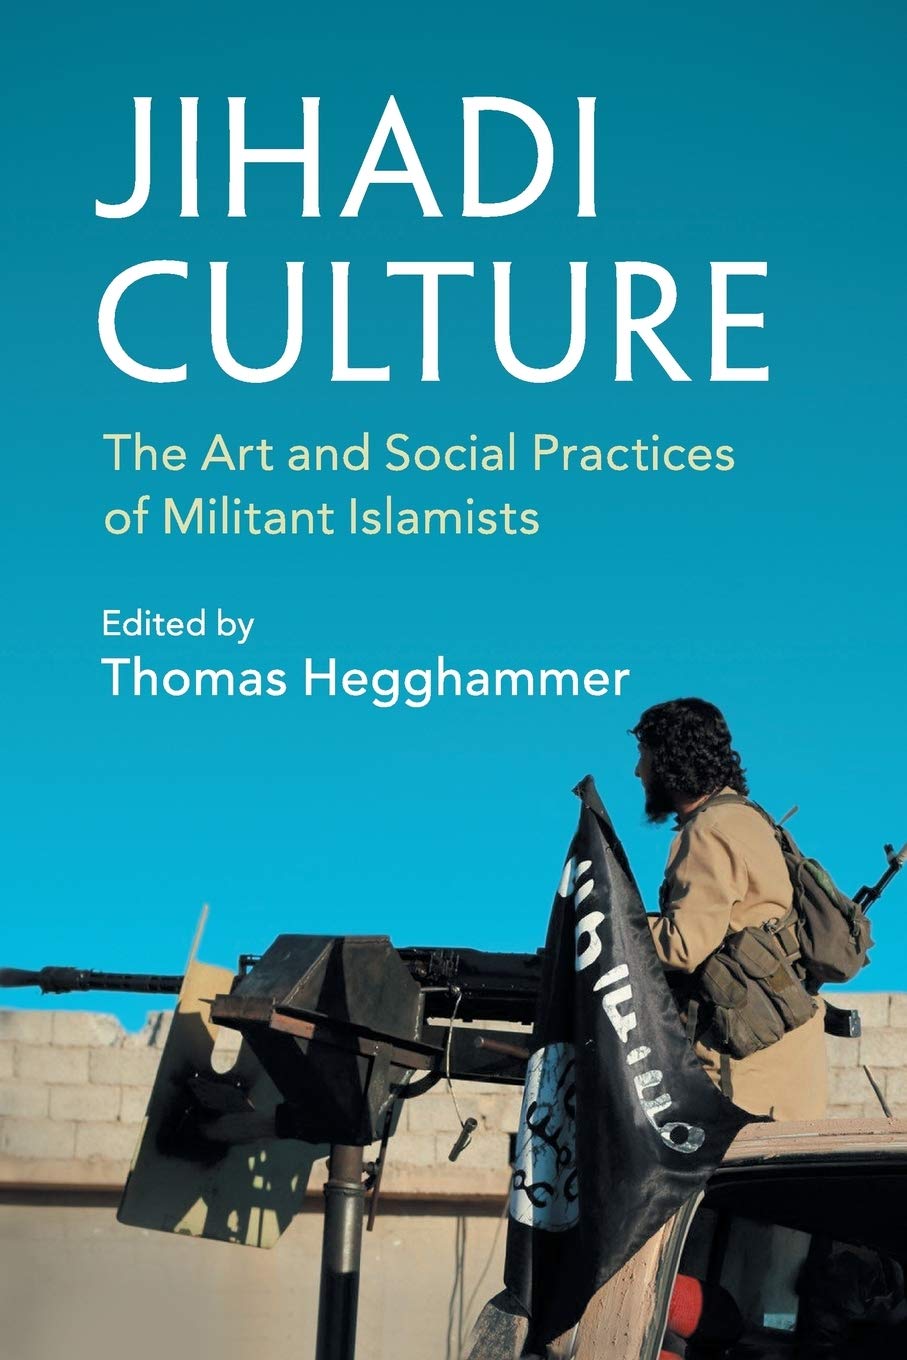 JIHADI
CULTURE
The Art and Social Practices
of Militant Islamists
Edited by
Thomas Hegghammer